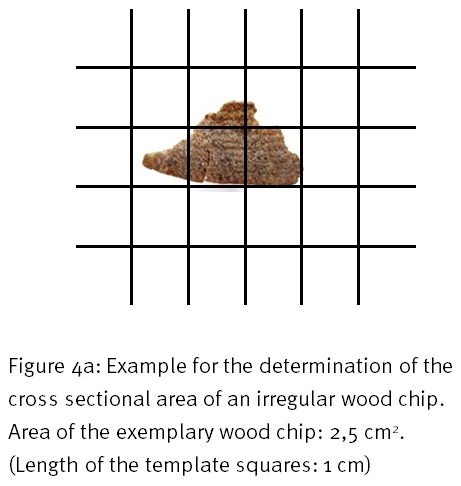 Figure 4a: Example for the determination of the
cross sectional area of an irregular wood chip.
Area of the exemplary wood chip: 2,5 cm².
(Length of the template squares: 1 cm)